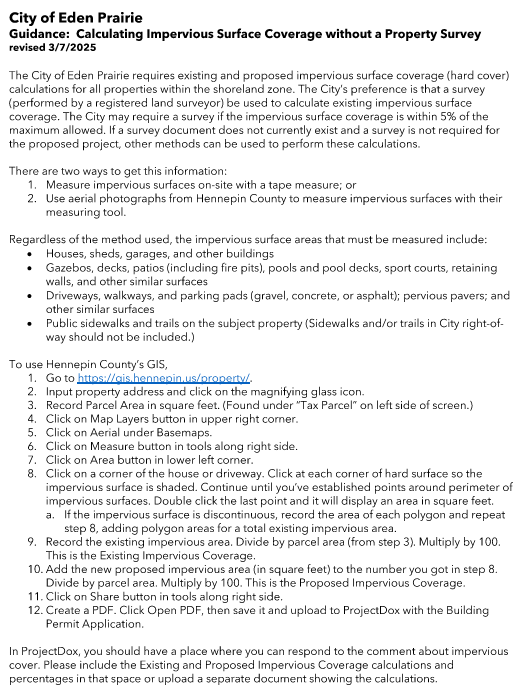 City of Eden Prairie
Guidance:  Calculating Impervious Surface Coverage without a Property Survey
revised 3/7/2025
The City of Eden Prairie requires existing and proposed impervious surface coverage (hard cover)
calculations for all properties within the shoreland zone. The City's preference is that a survey
(performed by a registered land surveyor) be used to calculate existing impervious surface
coverage. The City may require a survey if the impervious surface coverage is within 5% of the
maximum allowed. If a survey document does not currently exist and a survey is not required for
the proposed project, other methods can be used to perform these calculations.
There are two ways to get this information:
1. Measure impervious surfaces on-site with a tape measure; or
2. Use aerial photographs from Hennepin County to measure impervious surfaces with their
measuring tool.
Regardless of the method used, the impervious surface areas that must be measured include:
• Houses, sheds, garages, and other buildings
• Gazebos, decks, patios (including fire pits), pools and pool decks, sport courts, retaining
walls, and other similar surfaces
• Driveways, walkways, and parking pads (gravel, concrete, or asphalt); pervious pavers; and
other similar surfaces
• Public sidewalks and trails on the subject property (Sidewalks and/or trails in City right-of-
way should not be included.)
To use Hennepin County's GIS,
1. Go to https://gis.hennepin.us/property/.
2. Input property address and click on the magnifying glass icon.
3. Record Parcel Area in square feet. (Found under "Tax Parcel" on left side of screen.)
4. Click on Map Layers button in upper right corner.
5. Click on Aerial under Basemaps.
6. Click on Measure button in tools along right side.
7. Click on Area button in lower left corner.
8. Click on a corner of the house or driveway. Click at each corner of hard surface so the
impervious surface is shaded. Continue until you've established points around perimeter of
impervious surfaces. Double click the last point and it will display an area in square feet.
a. If the impervious surface is discontinuous, record the area of each polygon and repeat
step 8, adding polygon areas for a total existing impervious area.
9. Record the existing impervious area. Divide by parcel area (from step 3). Multiply by 100.
This is the Existing Impervious Coverage.
10. Add the new proposed impervious area (in square feet) to the number you got in step 8.
Divide by parcel area. Multiply by 100. This is the Proposed Impervious Coverage.
11. Click on Share button in tools along right side.
12. Create a PDF. Click Open PDF, then save it and upload to ProjectDox with the Building
Permit Application.
In ProjectDox, you should have a place where you can respond to the comment about impervious
cover. Please include the Existing and Proposed Impervious Coverage calculations and
percentages in that space or upload a separate document showing the calculations.